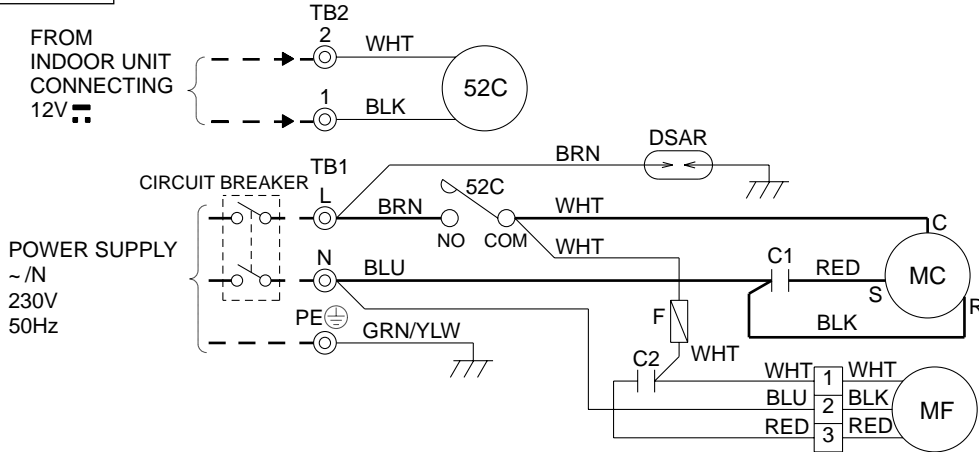 TB2
FROM
INDOOR UNIT
CONNECTING
12V
2
WHT
52C
1
BLK
DSAR
BRN
CIRCUIT BREAKER
TB1
L
BRN
52C
NO
COM
WHT
C
WHT
POWER SUPPLY
~/N
230V
50Hz
N
BLU
C1
RED
S
MC
R
BLK
PE
GRN/YLW
F
WHT
C2
WHT 1 WHT
BLU 2 BLK
RED 3 RED
MF